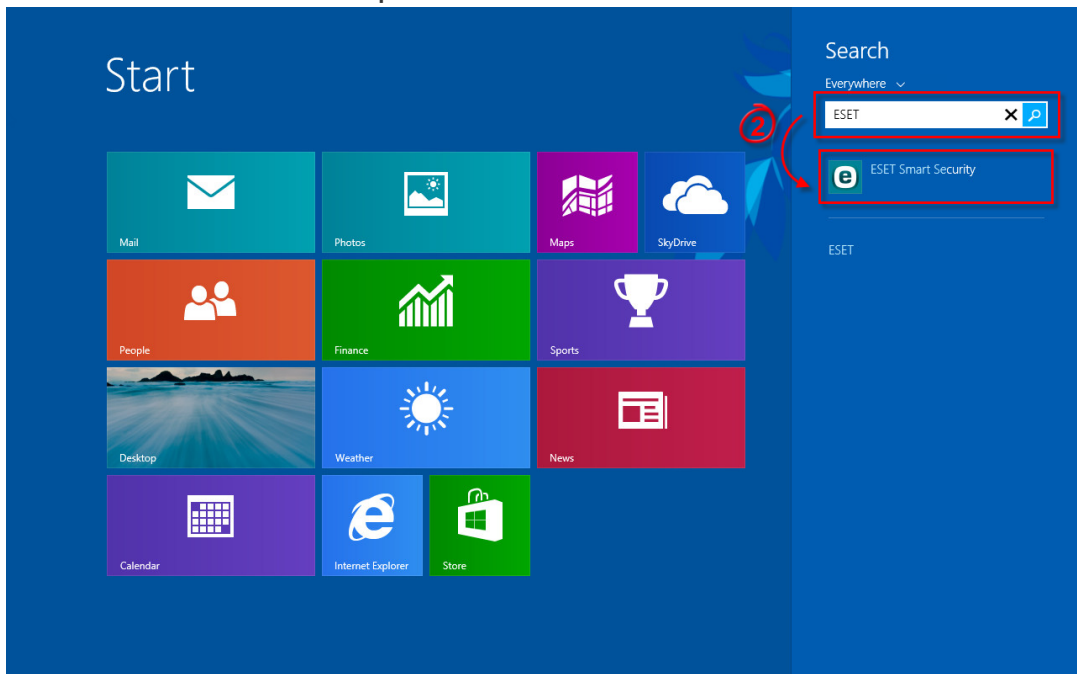 Start
Search
Everywhere
ESET
2
ESET Smart Security
ESET
Mail
Photos
Maps
SkyDrive
People
Finance
Sports
Desktop
Weather
News
Calendar
Internet Explorer
Store